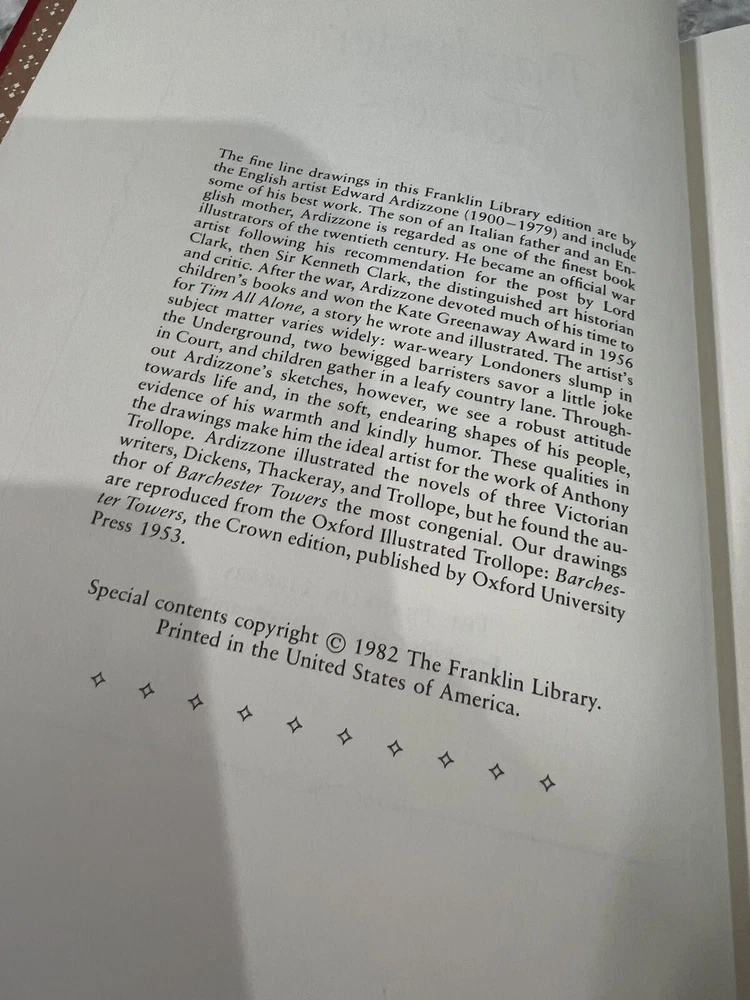 The fine line drawings in this Franklin Library edition are by
the English artist Edward Ardizzone (1900–1979) and include
some of his best work. The son of an Italian father and an En-
glish mother, Ardizzone is regarded as one of the finest book
illustrators of the twentieth century. He became an official war
artist following his recommendation for the post by Lord
Clark, then Sir Kenneth Clark, the distinguished art historian
and critic. After the war, Ardizzone devoted much of his time to
children's books and won the Kate Greenaway Award in 1956
for Tim All Alone, a story he wrote and illustrated. The artist's
subject matter varies widely: war-weary Londoners slump in
the Underground, two bewigged barristers savor a little joke
in Court, and children gather in a leafy country lane. Through-
out Ardizzone's sketches, however, we see a robust attitude
towards life and, in the soft, endearing shapes of his people,
evidence of his warmth and kindly humor. These qualities in
the drawings make him the ideal artist for the work of Anthony
Trollope. Ardizzone illustrated the novels of three Victorian
writers, Dickens, Thackeray, and Trollope, but he found the au-
thor of Barchester Towers the most congenial. Our drawings
are reproduced from the Oxford Illustrated Trollope: Barches-
ter Towers, the Crown edition, published by Oxford University
Press 1953.
Special contents copyright © 1982 The Franklin Library.
Printed in the United States of America.